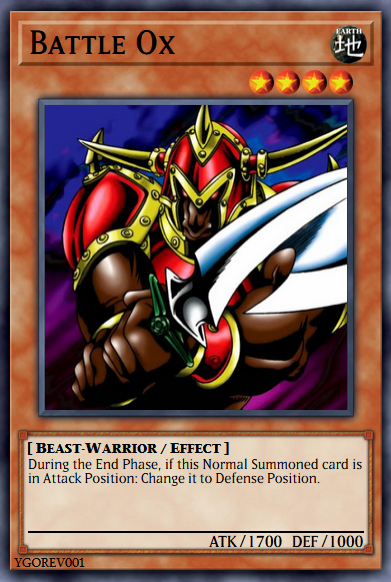 Battle Ox
EARTH
地
[ Beast-Warrior / Effect ]
During the End Phase, if this Normal Summoned card is
in Attack Position: Change it to Defense Position.
ATK/1700 DEF/1000
YGOREV001